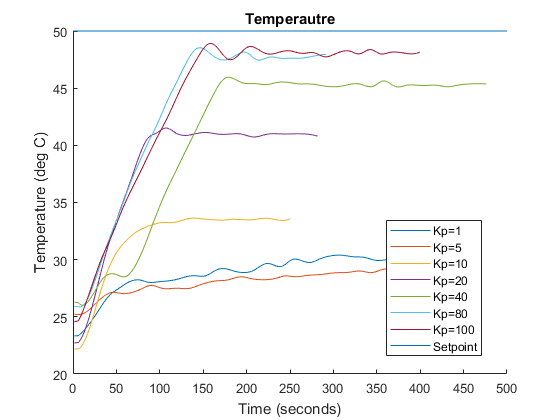 Temperautre
Temperature (deg C)
50
45
40
35
30
25
20
0
50
100
150
200
250
300
350
400
450
500
Time (seconds)
Kp=1
Kp=5
Kp=10
Kp=20
Kp=40
Kp=80
Kp=100
Setpoint